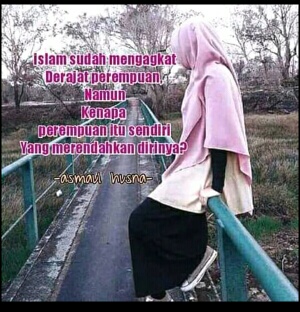 Islam sudah mengagkat
Derajat perempuan,
Namun
Kenapa
perempuan itu sendiri
Yang merendahkan dirinya?
-asmaul husna-